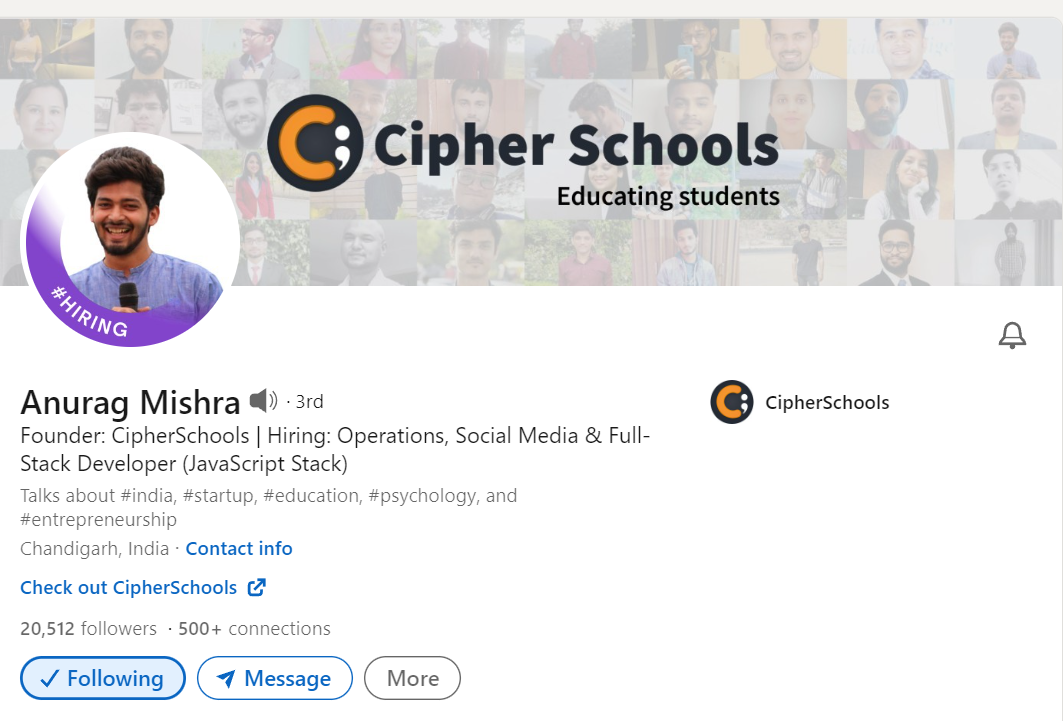 Cipher Schools
Educating students
#HIRING
Anurag Mishra · 3rd
CipherSchools
Founder: CipherSchools | Hiring: Operations, Social Media & Full-
Stack Developer (JavaScript Stack)
Talks about #india, #startup, #education, #psychology, and
#entrepreneurship
Chandigarh, India · Contact info
Check out CipherSchools
20,512 followers · 500+ connections
Following
Message
More